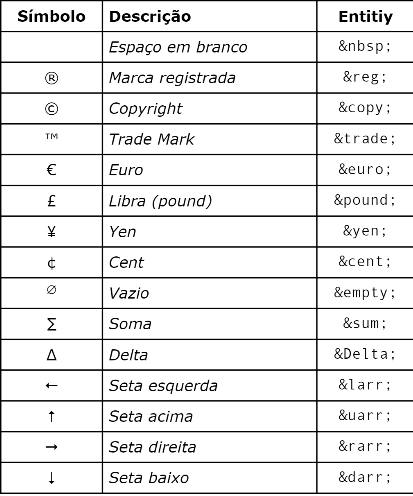 Símbolo Descrição Entitiy
Espaço em branco &nbsp;
® Marca registrada &reg;
© Copyright &copy;
™ Trade Mark &trade;
€ Euro &euro;
£ Libra (pound) &pound;
¥ Yen &yen;
¢ Cent &cent;
∅ Vazio &empty;
∑ Soma &sum;
Δ Delta &Delta;
← Seta esquerda &larr;
↑ Seta acima &uarr;
→ Seta direita &rarr;
↓ Seta baixo &darr;